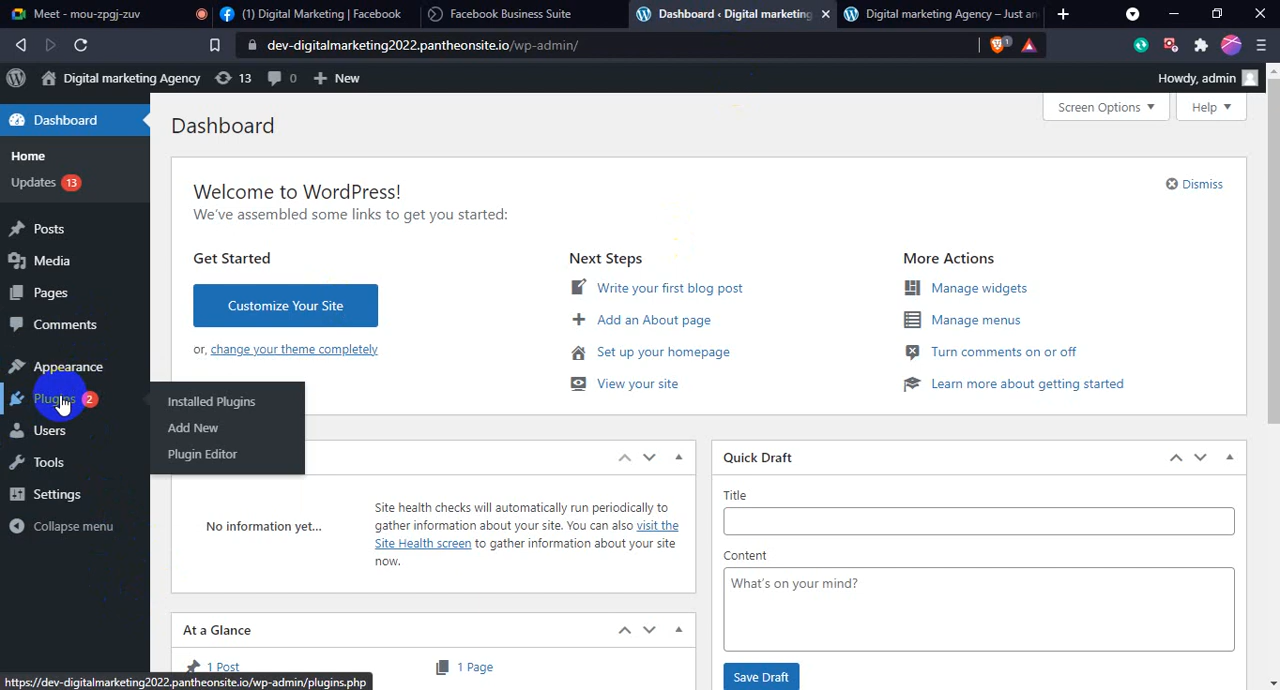 Meet - mou-zpgj-zuv
(1) Digital Marketing | Facebook
Facebook Business Suite
Dashboard ‹ Digital marketing
Digital marketing Agency – Just an
dev-digitalmarketing2022.pantheonsite.io/wp-admin/
1
Digital marketing Agency
13
0
New
Howdy, admin
Dashboard
Home
Updates 13
Posts
Media
Pages
Comments
Appearance
Plugins 2
Users
Tools
Settings
Collapse menu
Installed Plugins
Add New
Plugin Editor
Dashboard
Screen Options
Help
Welcome to WordPress!
We've assembled some links to get you started:
Dismiss
Get Started
Customize Your Site
or, change your theme completely
Next Steps
Write your first blog post
Add an About page
Set up your homepage
View your site
More Actions
Manage widgets
Manage menus
Turn comments on or off
Learn more about getting started
No information yet...
Site health checks will automatically run periodically to
gather information about your site. You can also visit the
Site Health screen to gather information about your site
now.
At a Glance
1 Post
1 Page
Quick Draft
Title
Content
What's on your mind?
Save Draft
https://dev-digitalmarketing2022.pantheonsite.io/wp-admin/plugins.php